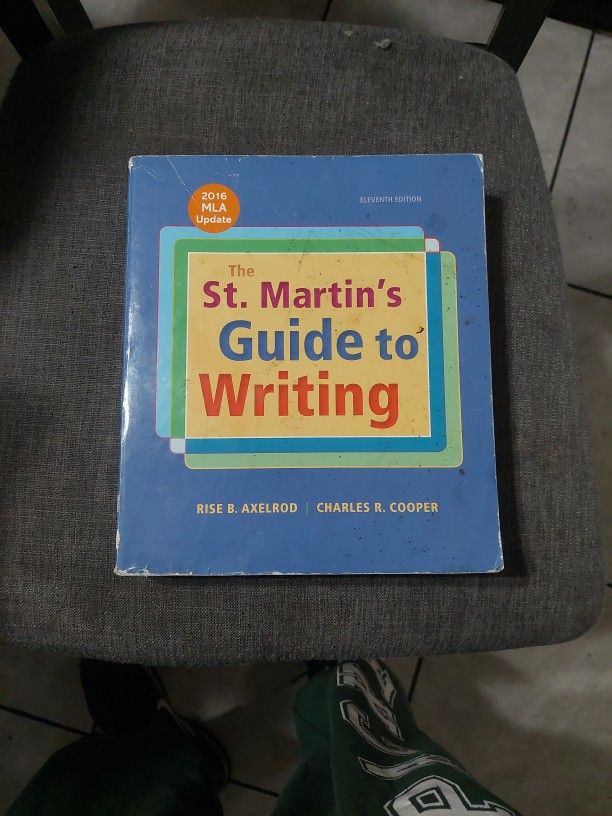 2016
MLA
Update
ELEVENTH EDITION
The
St. Martin's
Guide to
Writing
RISE B. AXELROD | CHARLES R. COOPER